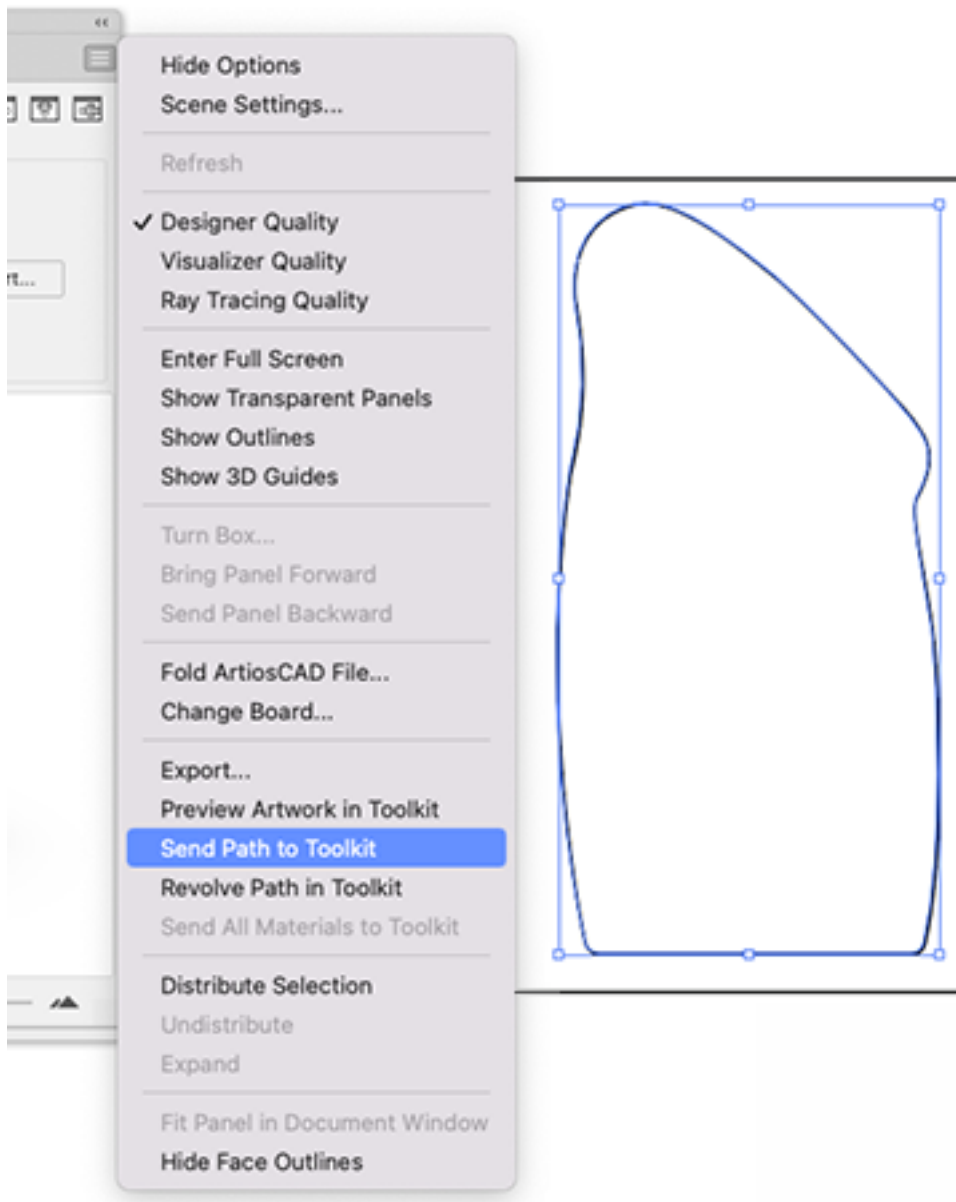 Hide Options
Scene Settings...
Refresh
Designer Quality
Visualizer Quality
rt...
Ray Tracing Quality
Enter Full Screen
Show Transparent Panels
Show Outlines
Show 3D Guides
Turn Box...
Bring Panel Forward
Send Panel Backward
Fold ArtiosCAD File...
Change Board...
Export...
Preview Artwork in Toolkit
Send Path to Toolkit
Revolve Path in Toolkit
Send All Materials to Toolkit
Distribute Selection
Undistribute
Expand
Fit Panel in Document Window
Hide Face Outlines